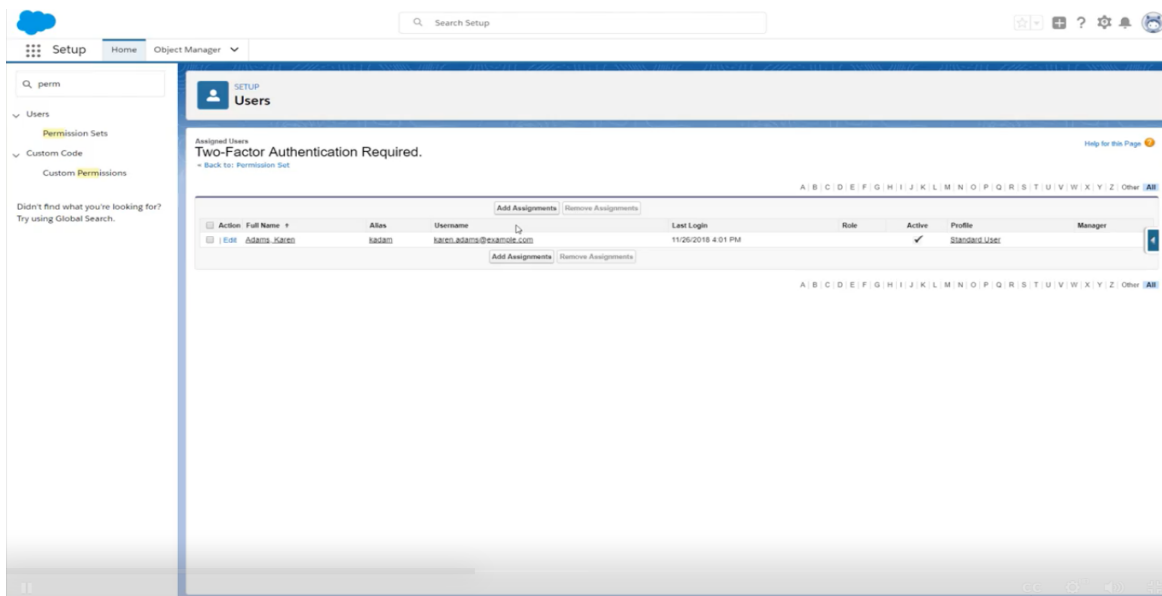 Search Setup
Setup Home Object Manager
perm
Users
Permission Sets
Custom Code
Custom Permissions
Didn't find what you're looking for?
Try using Global Search.
SETUP
Users
Assigned Users
Two-Factor Authentication Required.
« Back to: Permission Set
Help for this Page ?
A | B | C | D | E | F | G | H | I | J | K | L | M | N | O | P | Q | R | S | T | U | V | W | X | Y | Z | Other All
Add Assignments Remove Assignments
Action Full Name ↑ Alias Username Last Login Role Active Profile Manager
| Edit Adams, Karen kadam karen.adams@example.com 11/26/2018 4:01 PM Standard User
Add Assignments Remove Assignments
A | B | C | D | E | F | G | H | I | J | K | L | M | N | O | P | Q | R | S | T | U | V | W | X | Y | Z | Other All
CC